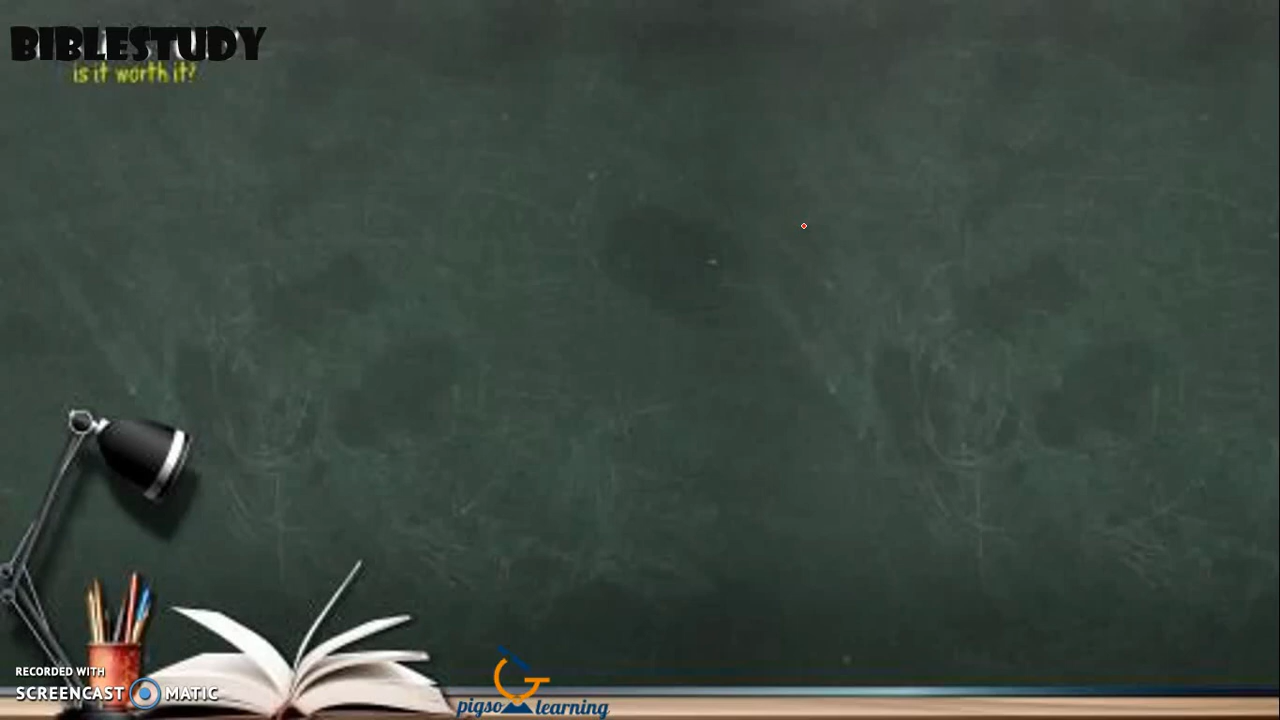 BIBLESTUDY
is it worth it?
RECORDED WITH
SCREENCAST MATIC
pigso learning